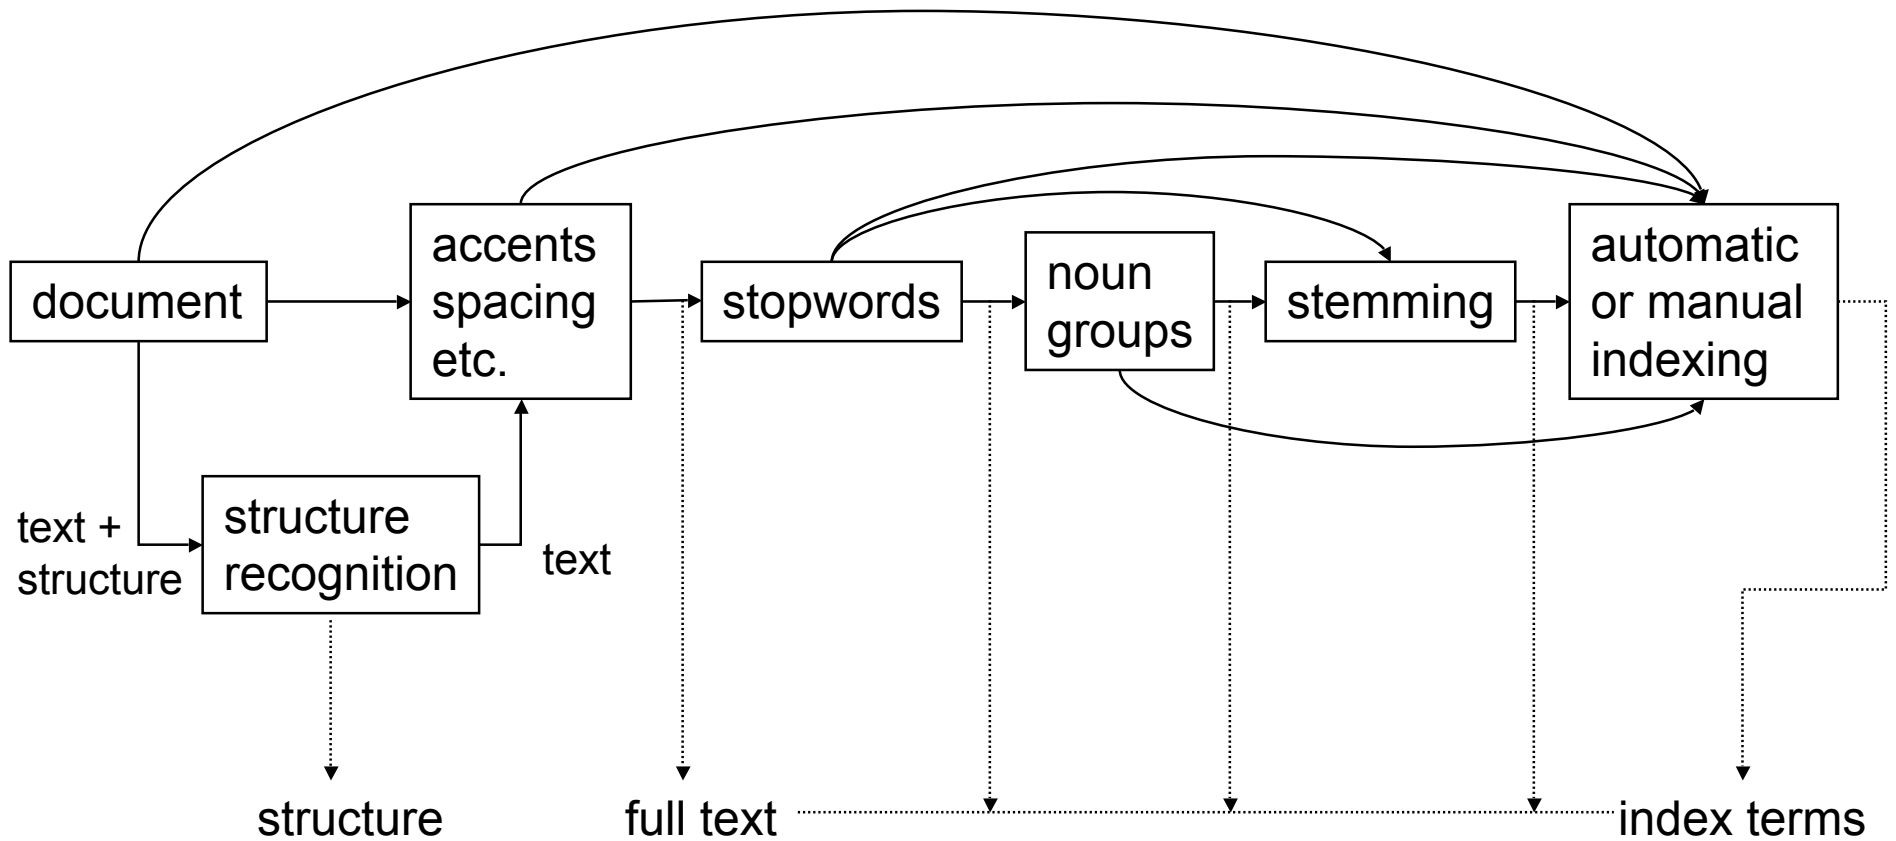 document
accents
spacing
etc.
stopwords
noun
groups
stemming
automatic
or manual
indexing
text +
structure
structure
recognition
text
structure
full text
index terms